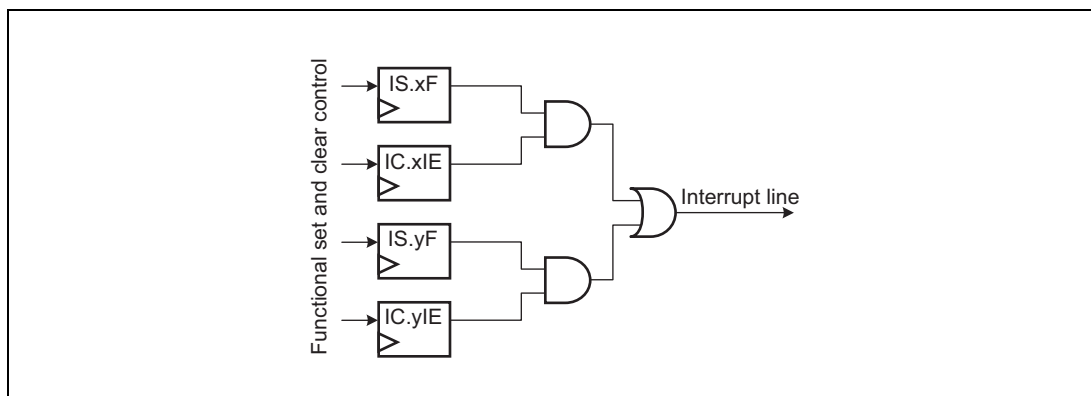 Functional set and clear control
IS.xF
IC.xIE
IS.yF
IC.yIE
Interrupt line